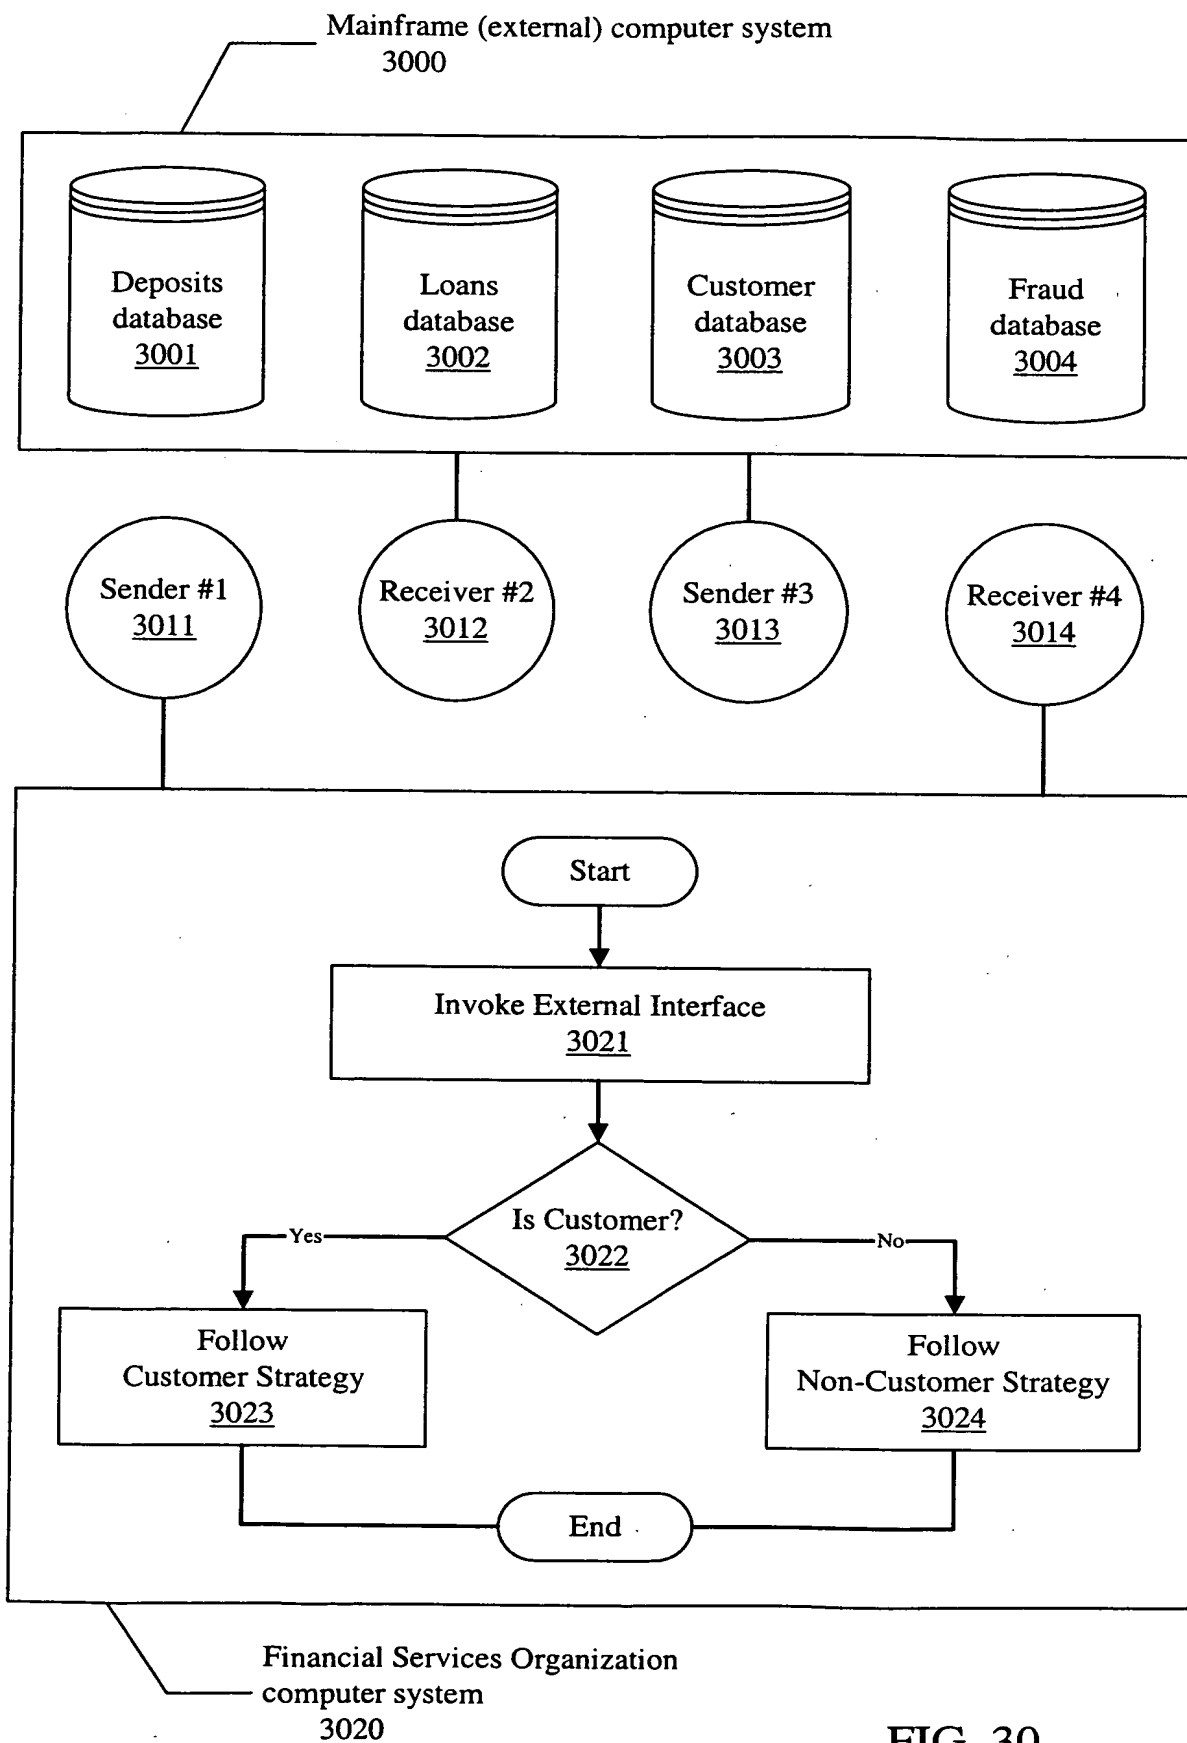 Mainframe (external) computer system
3000
Deposits
database
3001
Loans
database
3002
Customer
database
3003
Fraud
database
3004
Sender #1
3011
Receiver #2
3012
Sender #3
3013
Receiver #4
3014
Start
Invoke External Interface
3021
Is Customer?
3022
Yes
No
Follow
Customer Strategy
3023
Follow
Non-Customer Strategy
3024
End
Financial Services Organization
computer system
3020
FIG. 30